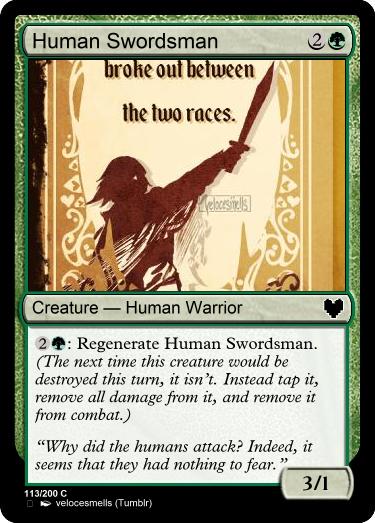 Human Swordsman 2
broke out between
the two races.
velocesmells
Creature — Human Warrior
2: Regenerate Human Swordsman.
(The next time this creature would be
destroyed this turn, it isn't. Instead tap it,
remove all damage from it, and remove it
from combat.)
“Why did the humans attack? Indeed, it
seems that they had nothing to fear.”
3/1
113/200 C
velocesmells (Tumblr)